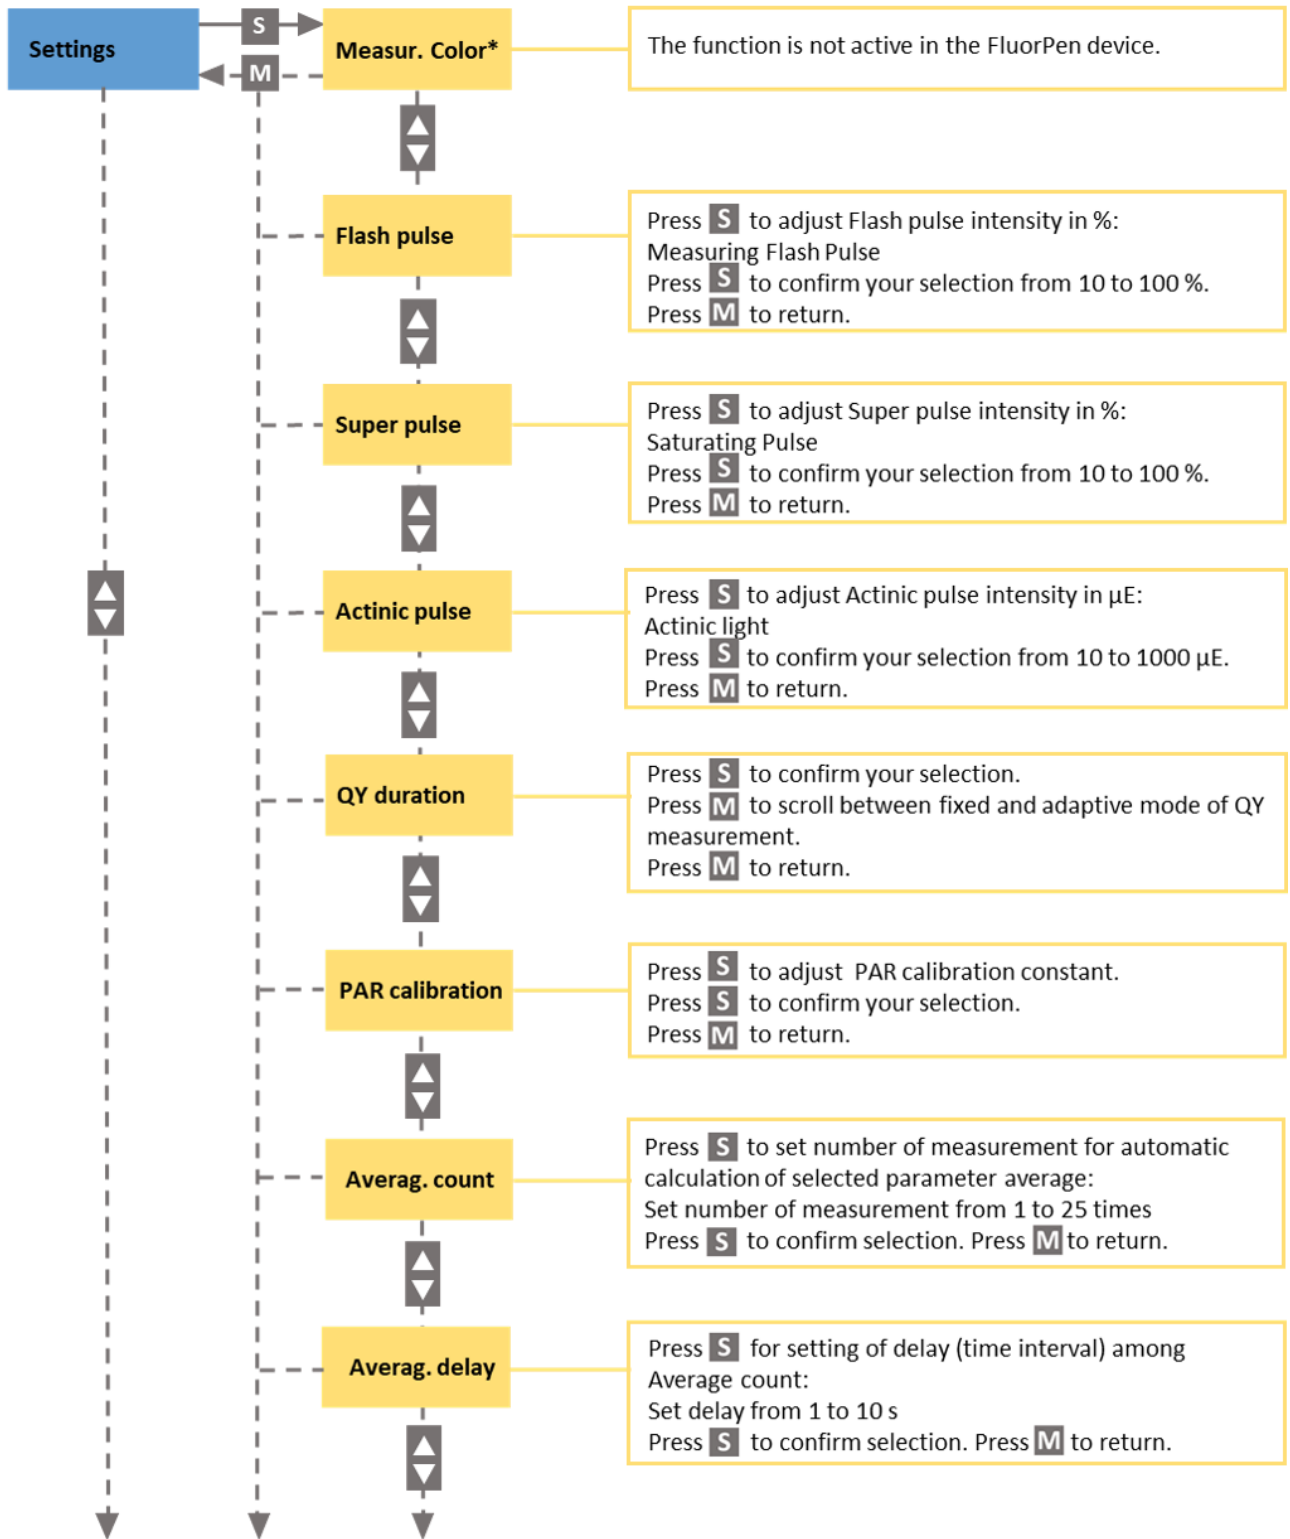 Settings
S
M
Measur. Color*
The function is not active in the FluorPen device.
Flash pulse
Press S to adjust Flash pulse intensity in %:
Measuring Flash Pulse
Press S to confirm your selection from 10 to 100 %.
Press M to return.
Super pulse
Press S to adjust Super pulse intensity in %:
Saturating Pulse
Press S to confirm your selection from 10 to 100 %.
Press M to return.
Actinic pulse
Press S to adjust Actinic pulse intensity in µE:
Actinic light
Press S to confirm your selection from 10 to 1000 µE.
Press M to return.
QY duration
Press S to confirm your selection.
Press M to scroll between fixed and adaptive mode of QY
measurement.
Press M to return.
PAR calibration
Press S to adjust PAR calibration constant.
Press S to confirm your selection.
Press M to return.
Averag. count
Press S to set number of measurement for automatic
calculation of selected parameter average:
Set number of measurement from 1 to 25 times
Press S to confirm selection. Press M to return.
Averag. delay
Press S for setting of delay (time interval) among
Average count:
Set delay from 1 to 10 s
Press S to confirm selection. Press M to return.